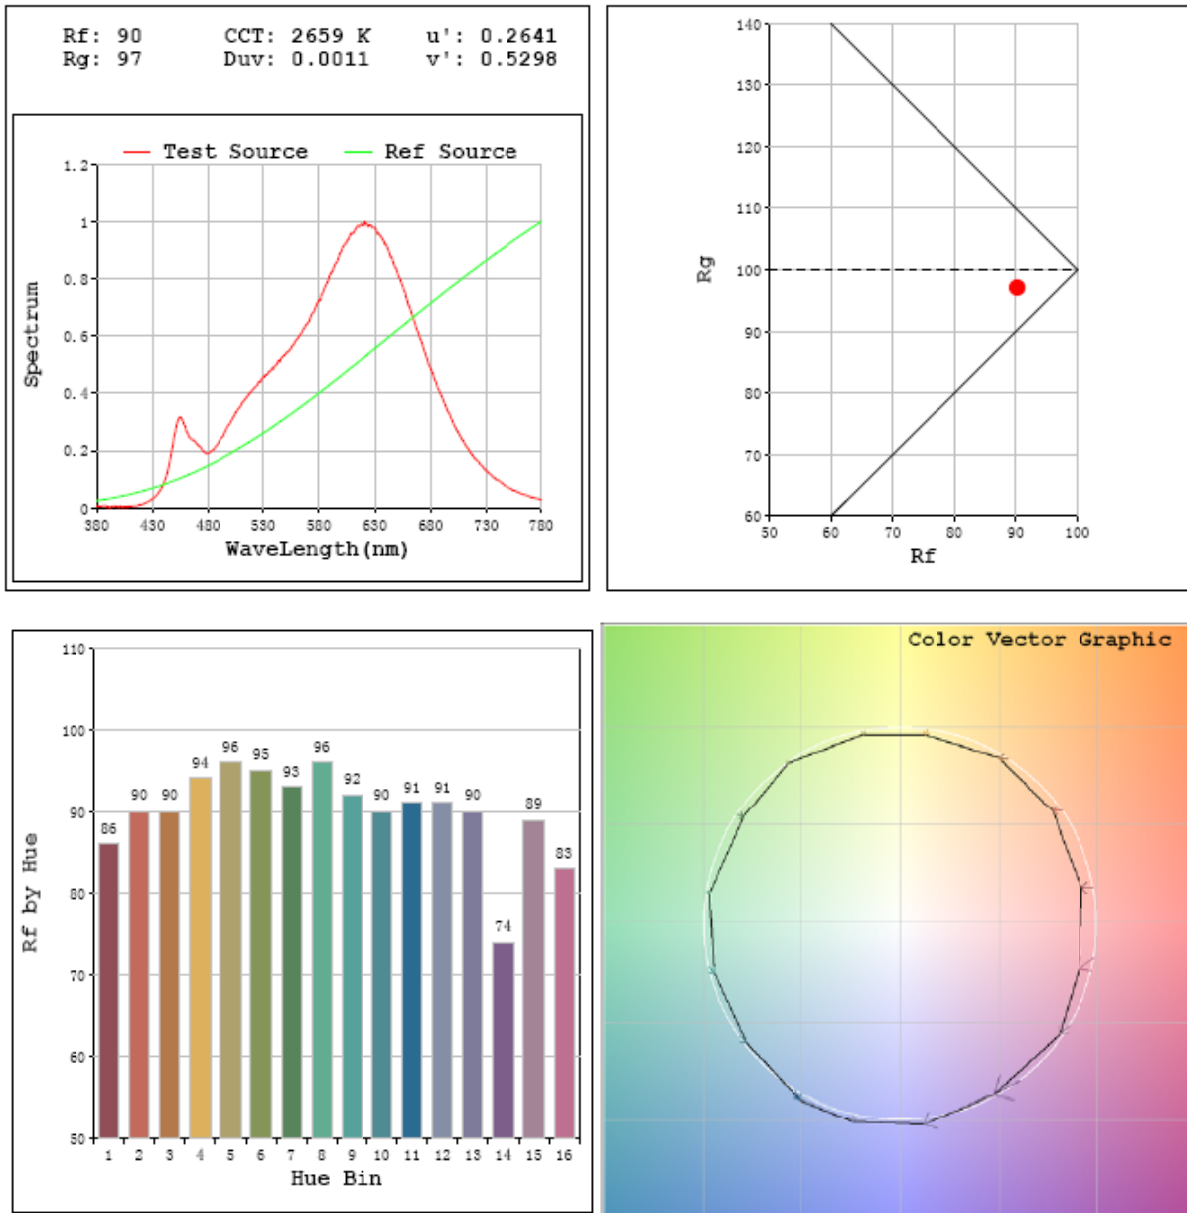 Rf: 90 CCT: 2659 K u': 0.2641
Rg: 97 Duv: 0.0011 v': 0.5298
Test Source Ref Source
1.2
1
0.8
0.6
0.4
0.2
0
Spectrum
380 430 480 530 580 630 680 730 780
WaveLength(nm)
140
130
120
110
100
90
80
70
60
Rg
50 60 70 80 90 100
Rf
110
100
90
80
70
60
50
Rf by Hue
86 90 90 94 96 95 93 96 92 90 91 91 90 74 89 83
1 2 3 4 5 6 7 8 9 10 11 12 13 14 15 16
Hue Bin
Color Vector Graphic